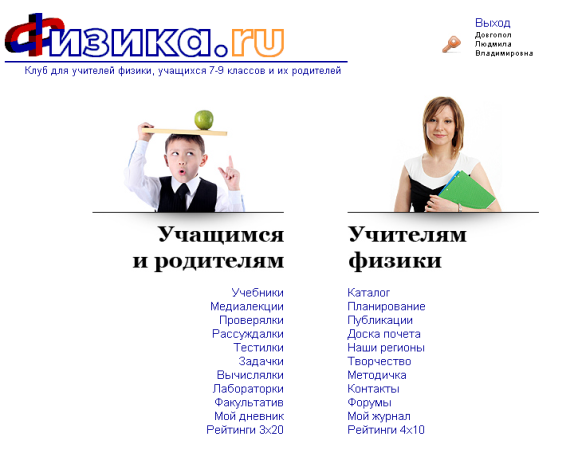 Физика.ru
Клуб для учителей физики, учащихся 7-9 классов и их родителей
Выход
Довгопол
Людмила
Владимировна
Учащимся
и родителям
Учебники
Медиалекции
Проверялки
Рассуждалки
Тестилки
Задачки
Вычислялки
Лабораторки
Факультатив
Мой дневник
Рейтинги 3х20
Учителям
физики
Каталог
Планирование
Публикации
Доска почета
Наши регионы
Творчество
Методичка
Контакты
Форумы
Мой журнал
Рейтинги 4х10